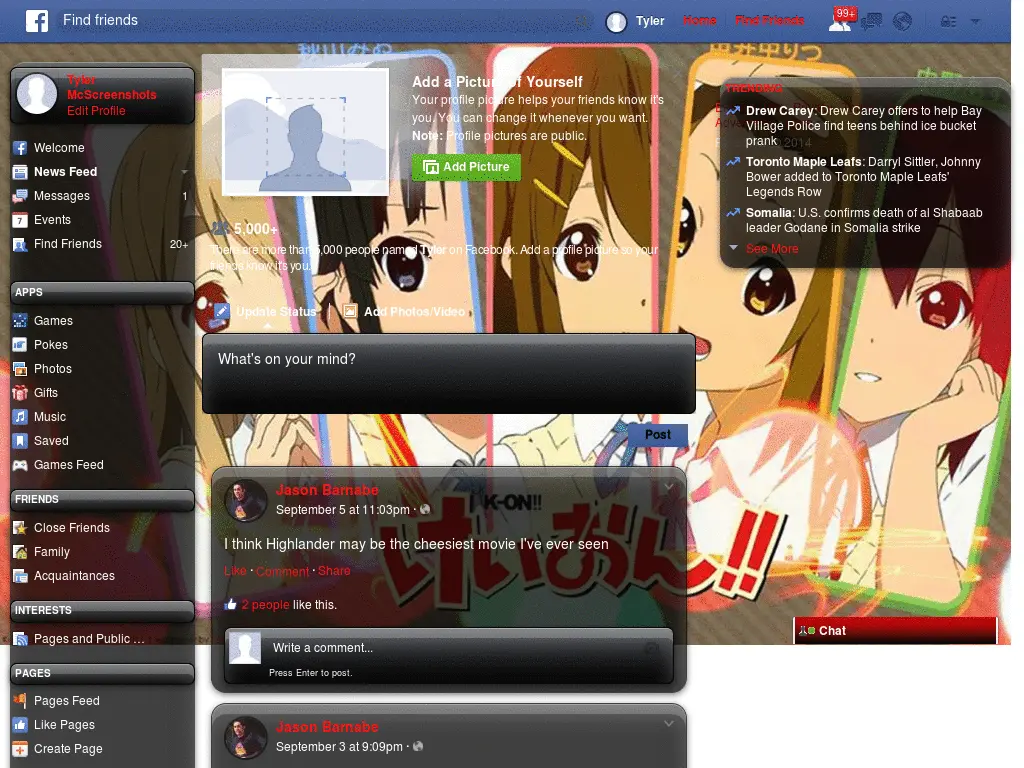 Find friends
Tyler
Home
Find Friends
99+
秋山みお
Tyler
McScreenshots
Edit Profile
Welcome
News Feed
Messages
1
Events
Find Friends
20+
APPS
Games
Pokes
Photos
Gifts
Music
Saved
Games Feed
FRIENDS
Close Friends
Family
Acquaintances
INTERESTS
Pages and Public ...
PAGES
Pages Feed
Like Pages
Create Page
Add a Picture of Yourself
Your profile picture helps your friends know it's
you. You can change it whenever you want.
Note: Profile pictures are public.
Add Picture
5,000+
There are more than 5,000 people named Tyler on Facebook. Add a profile picture so your
friends know it's you.
Update Status
Add Photos/Video
What's on your mind?
Post
Jason Barnabe
September 5 at 11:03pm ·
I think Highlander may be the cheesiest movie I've ever seen
Like · Comment · Share
2 people like this.
Write a comment...
Press Enter to post.
Jason Barnabe
September 3 at 9:09pm ·
K-ON!!
けいおん!!
TRENDING
Drew Carey: Drew Carey offers to help Bay
Village Police find teens behind ice bucket
prank
2014
Toronto Maple Leafs: Darryl Sittler, Johnny
Bower added to Toronto Maple Leafs'
Legends Row
Somalia: U.S. confirms death of al Shabaab
leader Godane in Somalia strike
See More
Chat